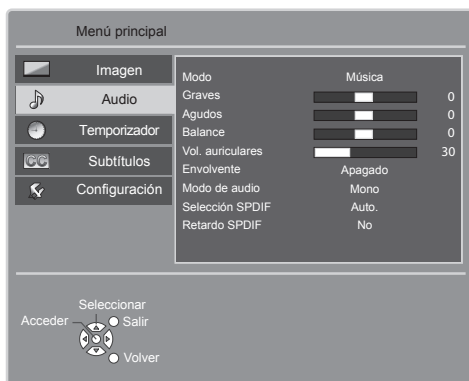 Menú principal
Imagen
Audio
Temporizador
CC Subtítulos
Configuración
Modo Música
Graves 0
Agudos 0
Balance 0
Vol. auriculares 30
Envolvente Apagado
Modo de audio Mono
Selección SPDIF Auto.
Retardo SPDIF No
Seleccionar
Acceder Salir
Volver